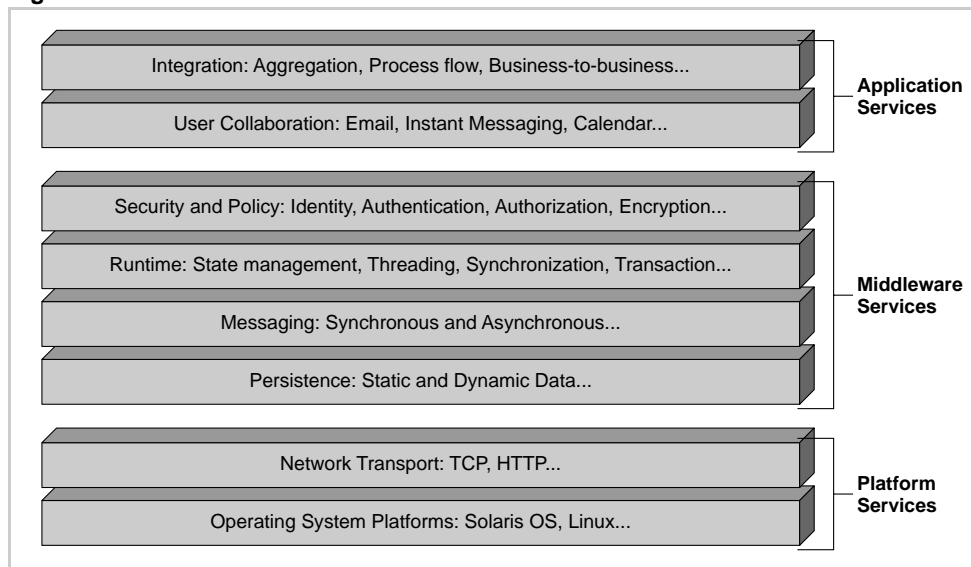 Integration: Aggregation, Process flow, Business-to-business...
Application
Services
User Collaboration: Email, Instant Messaging, Calendar...
Security and Policy: Identity, Authentication, Authorization, Encryption...
Runtime: State management, Threading, Synchronization, Transaction...
Middleware
Services
Messaging: Synchronous and Asynchronous...
Persistence: Static and Dynamic Data...
Network Transport: TCP, HTTP...
Platform
Services
Operating System Platforms: Solaris OS, Linux...